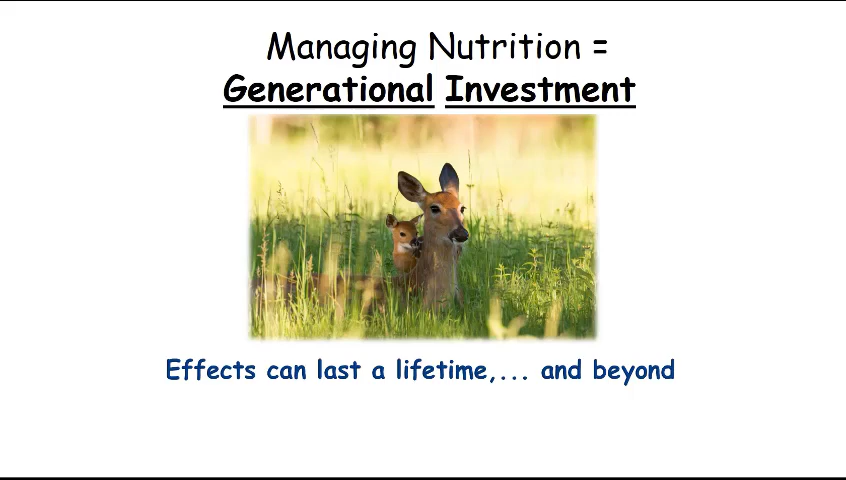 Managing Nutrition =
Generational Investment
Effects can last a lifetime,... and beyond